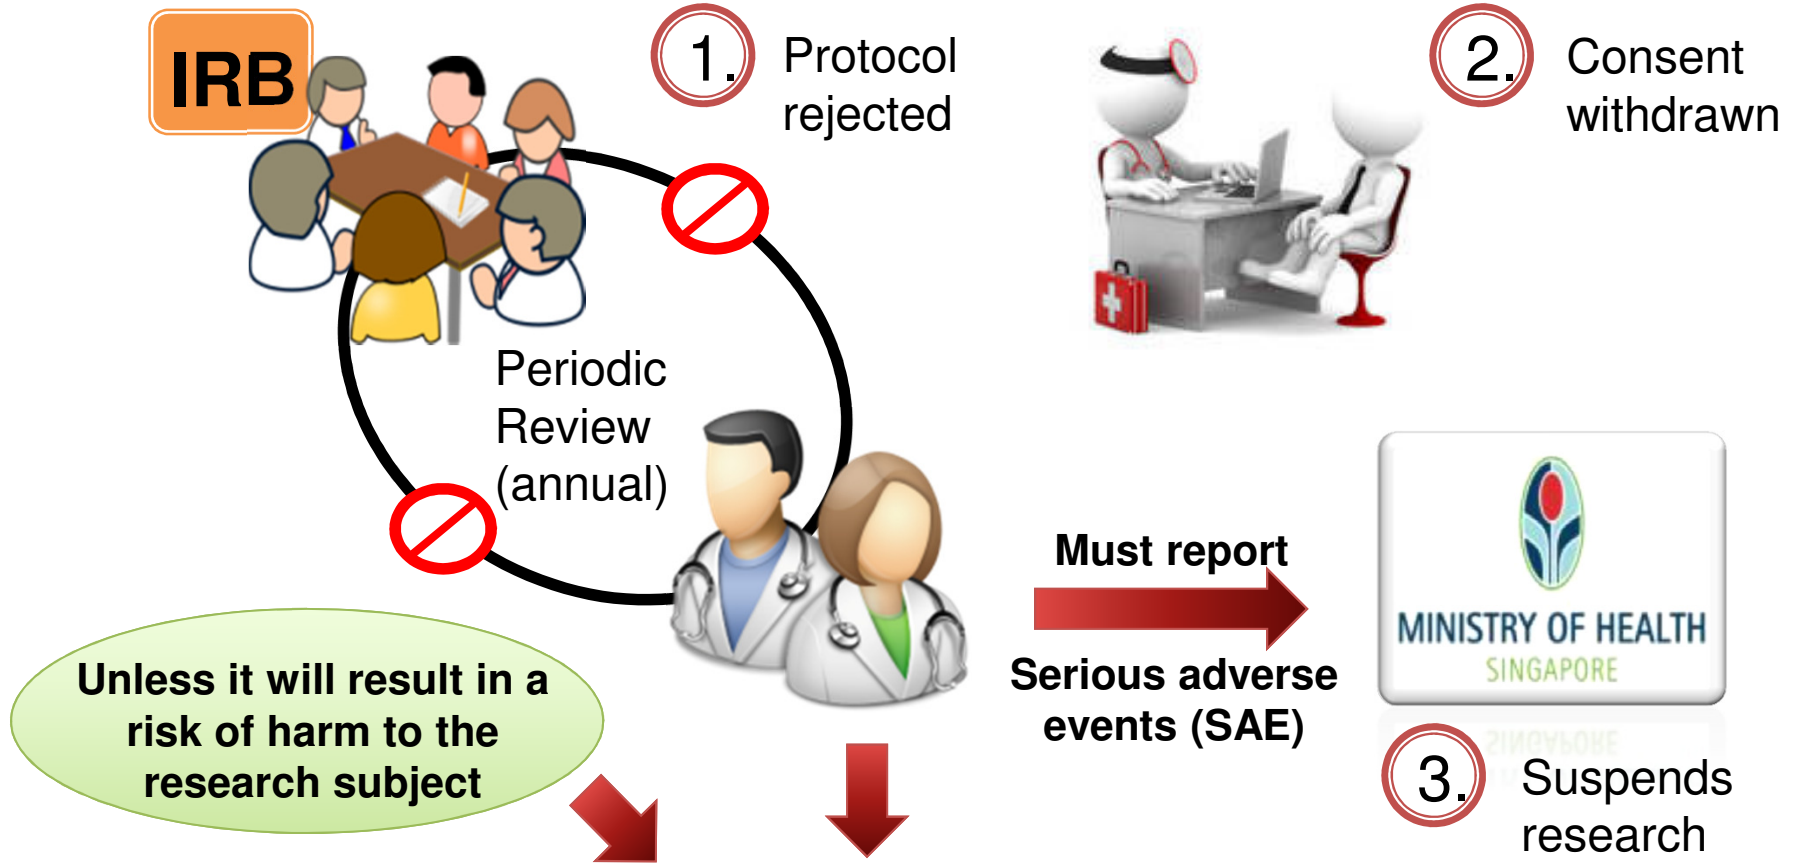 IRB
1. Protocol
rejected
2. Consent
withdrawn
Periodic
Review
(annual)
Must report
Serious adverse
events (SAE)
MINISTRY OF HEALTH
SINGAPORE
3. Suspends
research
Unless it will result in a
risk of harm to the
research subject